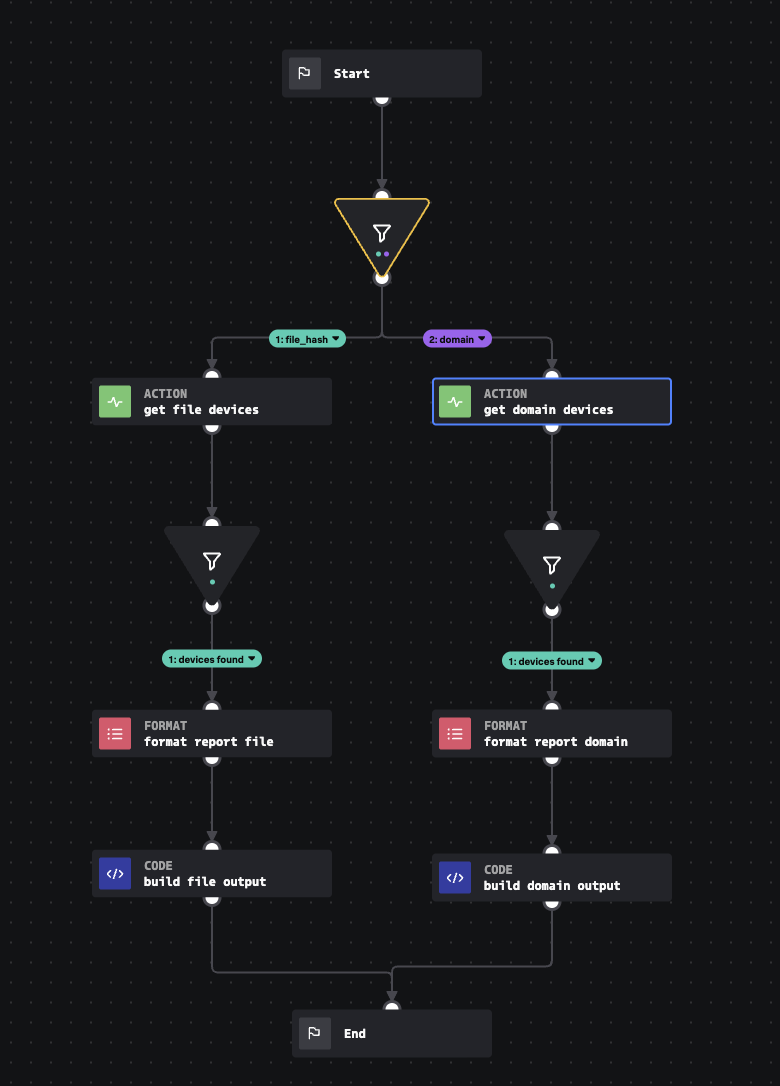 Start
1: file_hash
2: domain
ACTION
get file devices
ACTION
get domain devices
1: devices found
1: devices found
FORMAT
format report file
FORMAT
format report domain
CODE
build file output
CODE
build domain output
End